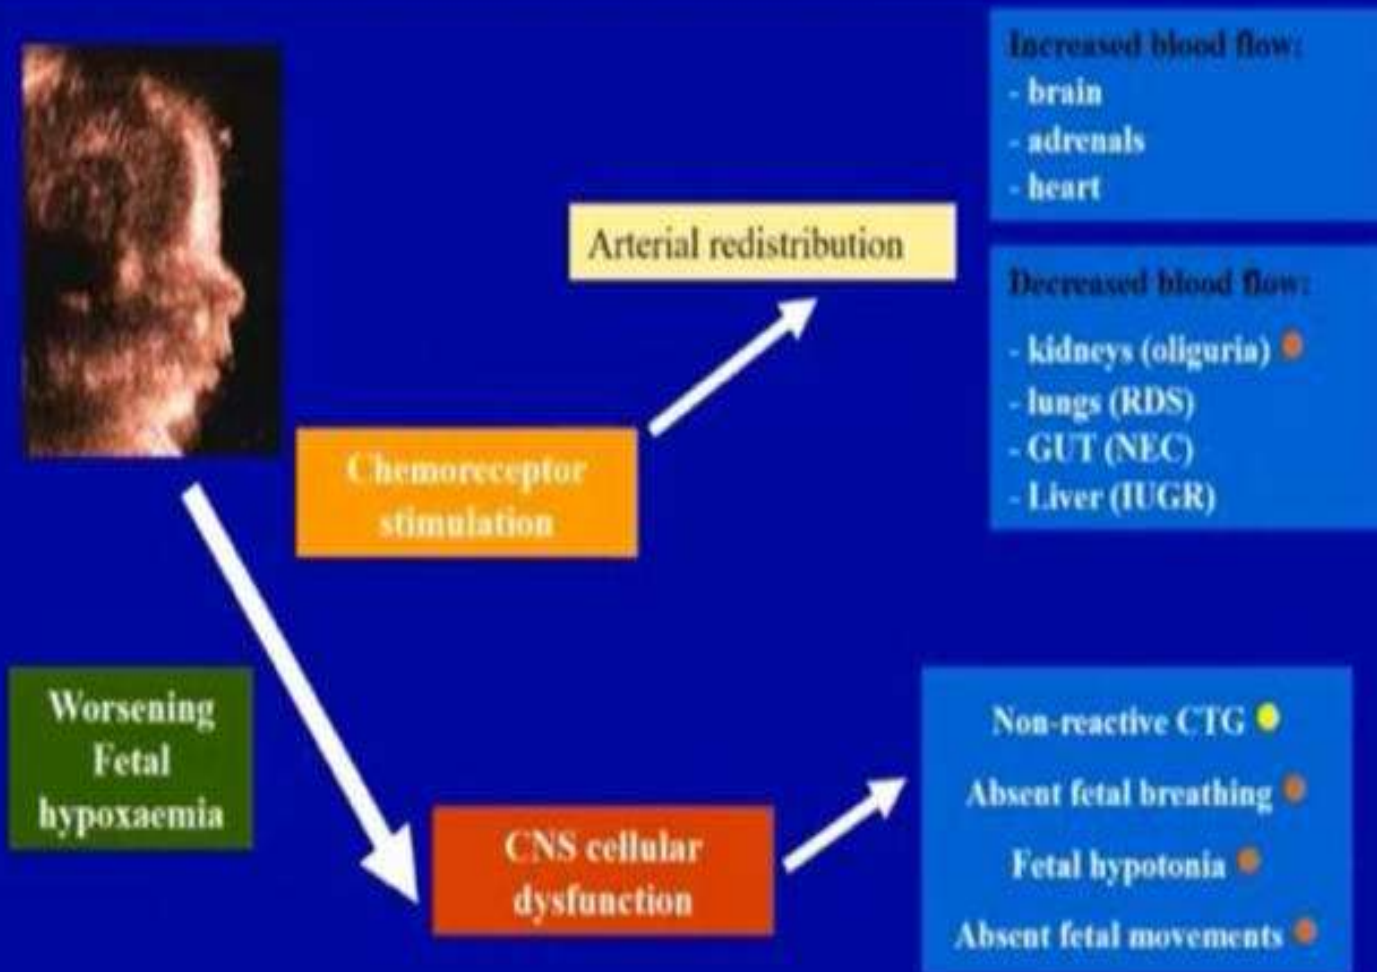 Increased blood flow:
- brain
- adrenals
- heart
Arterial redistribution
Decreased blood flow:
- kidneys (oliguria)
- lungs (RDS)
- GUT (NEC)
- Liver (IUGR)
Chemoreceptor
stimulation
Worsening
Fetal
hypoxaemia
CNS cellular
dysfunction
Non-reactive CTG
Absent fetal breathing
Fetal hypotonia
Absent fetal movements